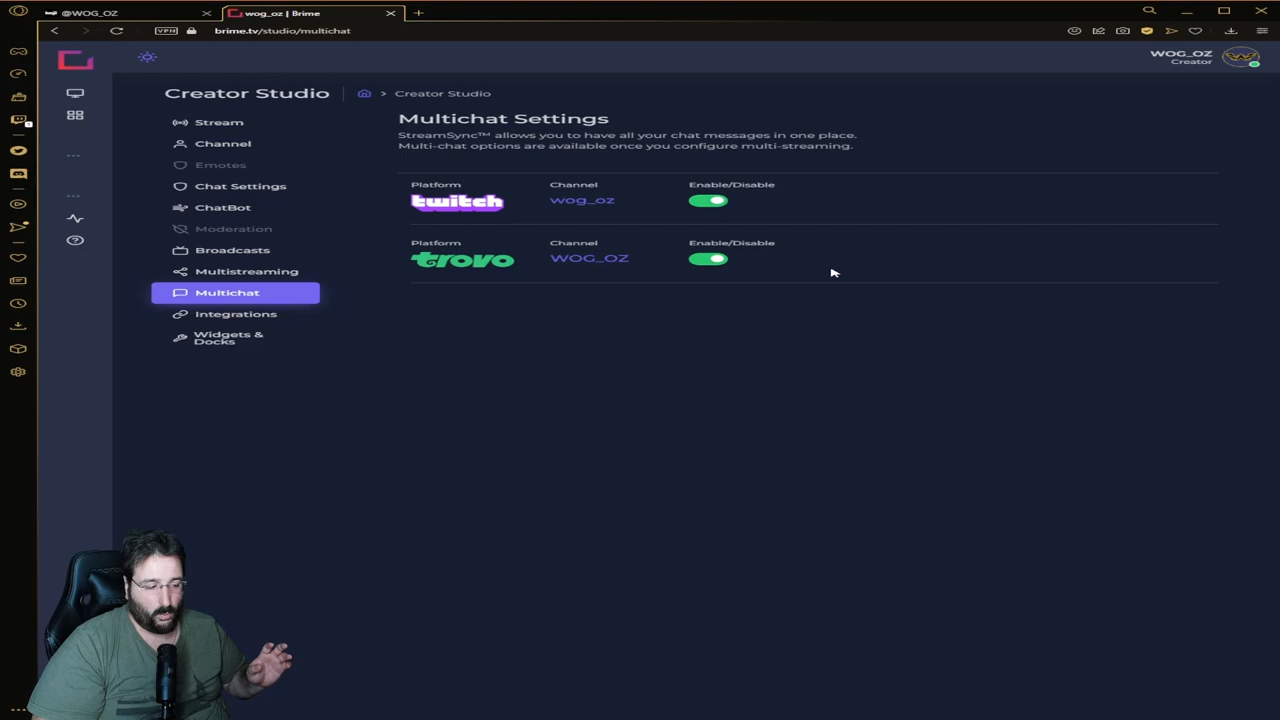 @WOG_OZ
wog_oz | Brime
VPN
brime.tv/studio/multichat
WOG_OZ
Creator
Creator Studio
Creator Studio
Stream
Channel
Emotes
Chat Settings
ChatBot
Moderation
Broadcasts
Multistreaming
Multichat
Integrations
Widgets &
Docks
Multichat Settings
StreamSync™ allows you to have all your chat messages in one place.
Multi-chat options are available once you configure multi-streaming.
Platform Channel Enable/Disable
twitch wog_oz
Platform Channel Enable/Disable
trovo WOG_OZ